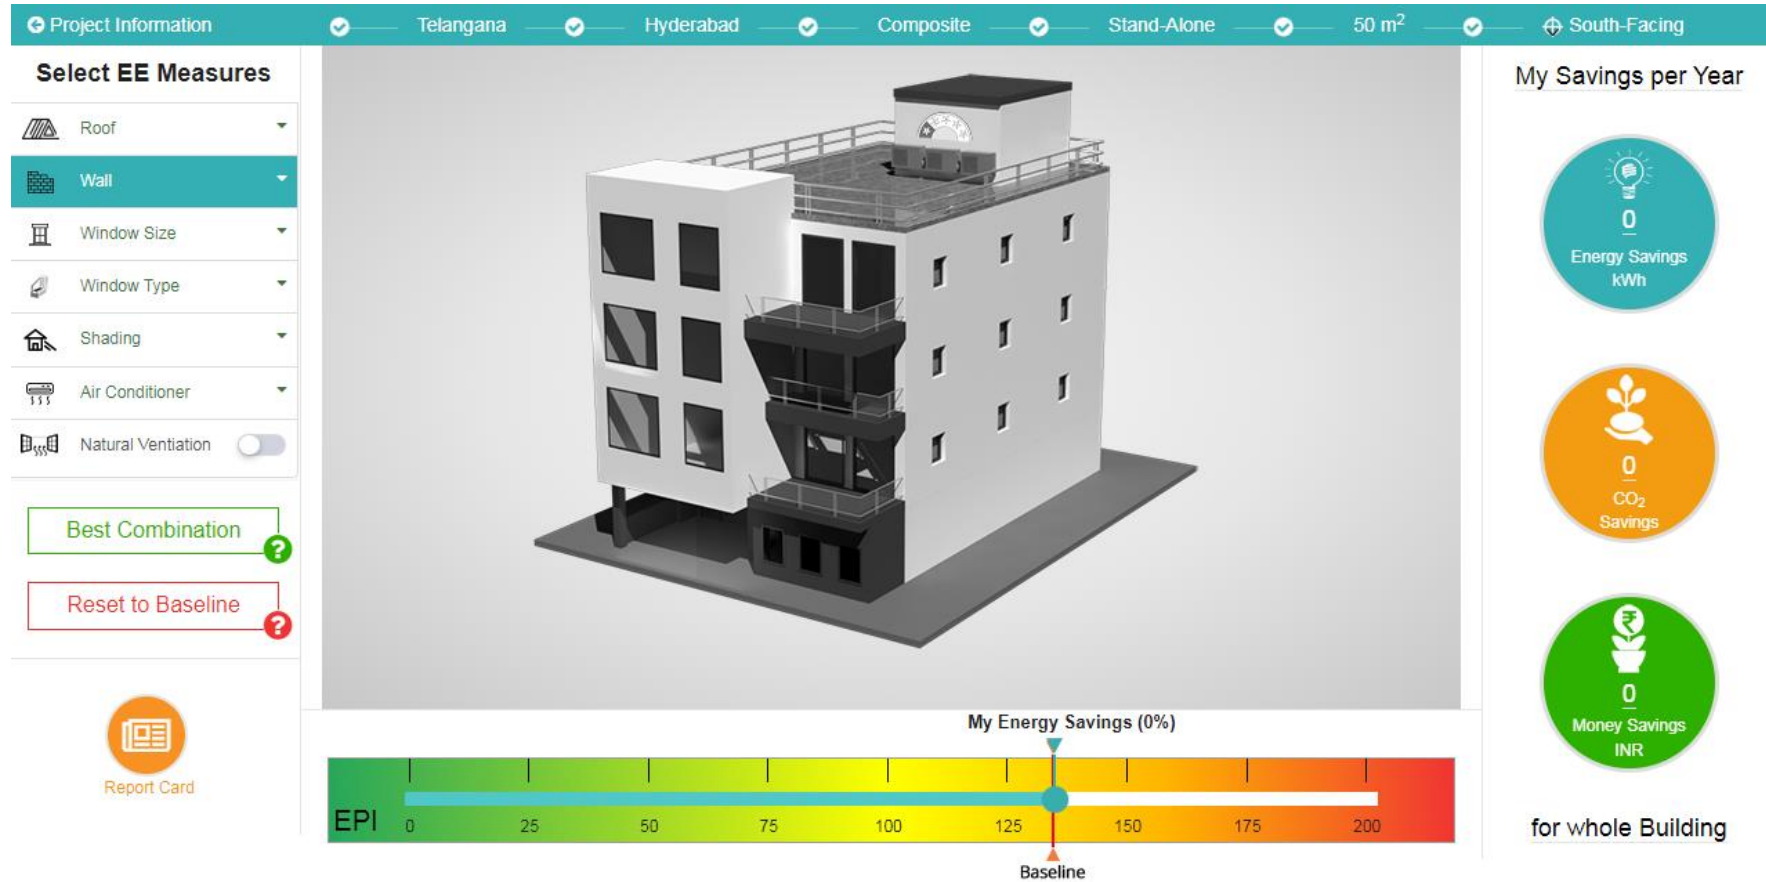 Project Information Telangana Hyderabad Composite Stand-Alone 50 m² South-Facing
Select EE Measures
Roof
Wall
Window Size
Window Type
Shading
Air Conditioner
Natural Ventiation
Best Combination
?
Reset to Baseline
?
Report Card
My Energy Savings (0%)
EPI 0 25 50 75 100 125 150 175 200
Baseline
My Savings per Year
0
Energy Savings
kWh
0
CO₂
Savings
₹
0
Money Savings
INR
for whole Building